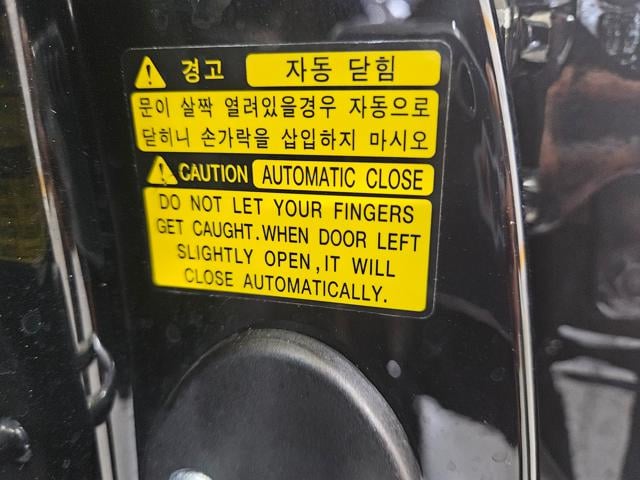 경고 자동 닫힘
문이 살짝 열려있을경우 자동으로
닫히니 손가락을 삽입하지 마시오
CAUTION AUTOMATIC CLOSE
DO NOT LET YOUR FINGERS
GET CAUGHT.WHEN DOOR LEFT
SLIGHTLY OPEN,IT WILL
CLOSE AUTOMATICALLY.